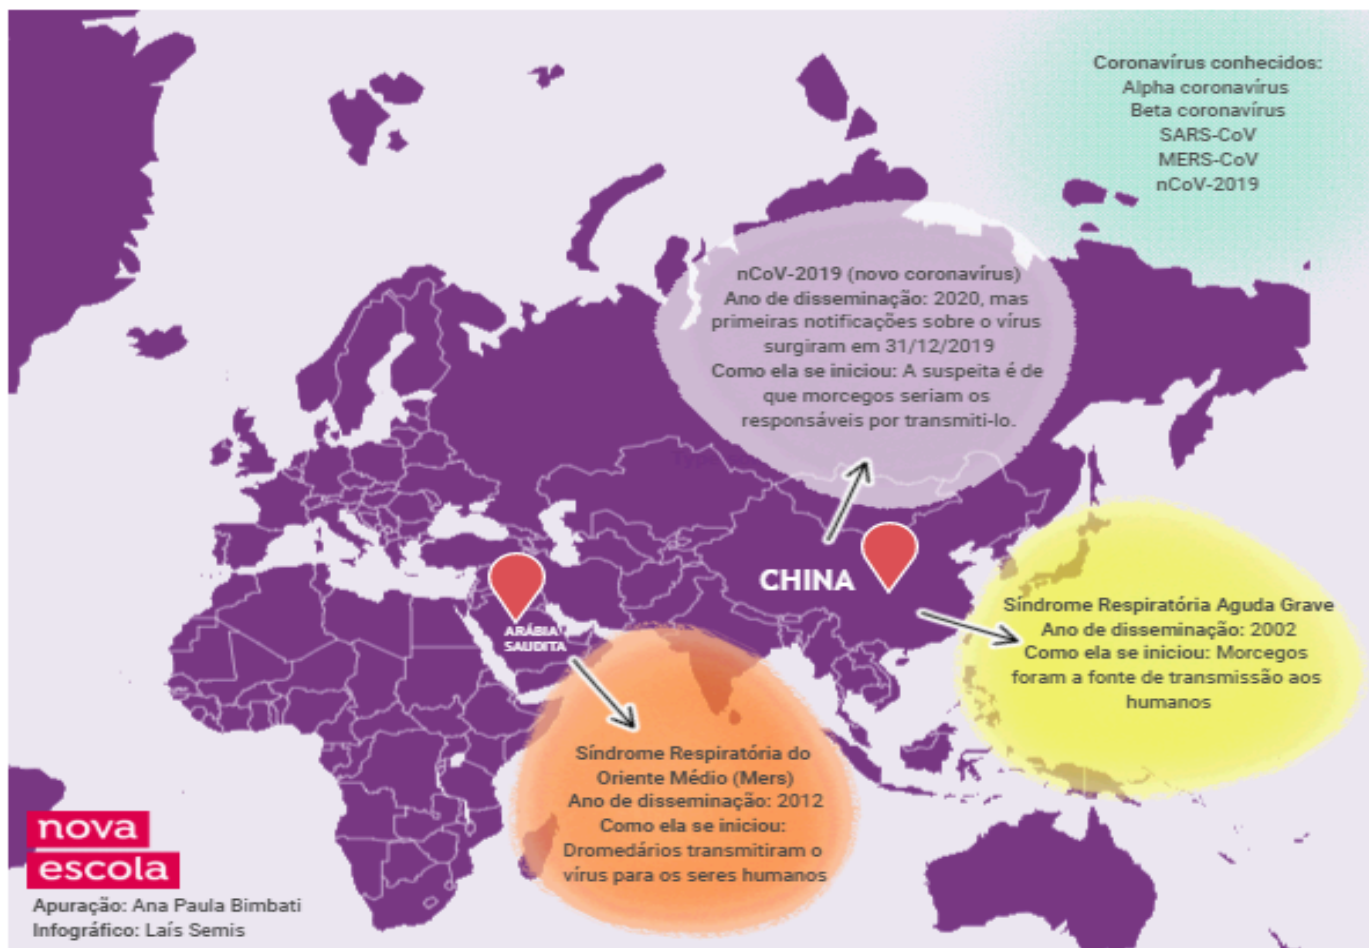 Coronavírus conhecidos:
Alpha coronavírus
Beta coronavírus
SARS-CoV
MERS-CoV
nCoV-2019
nCoV-2019 (novo coronavírus)
Ano de disseminação: 2020, mas
primeiras notificações sobre o vírus
surgiram em 31/12/2019
Como ela se iniciou: A suspeita é de
que morcegos seriam os
responsáveis por transmiti-lo.
CHINA
Síndrome Respiratória Aguda Grave
Ano de disseminação: 2002
Como ela se iniciou: Morcegos
foram a fonte de transmissão aos
humanos
ARÁBIA
SAUDITA
Síndrome Respiratória do
Oriente Médio (Mers)
Ano de disseminação: 2012
Como ela se iniciou:
Dromedários transmitiram o
vírus para os seres humanos
nova
escola
Apuração: Ana Paula Bimbati
Infográfico: Laís Semis